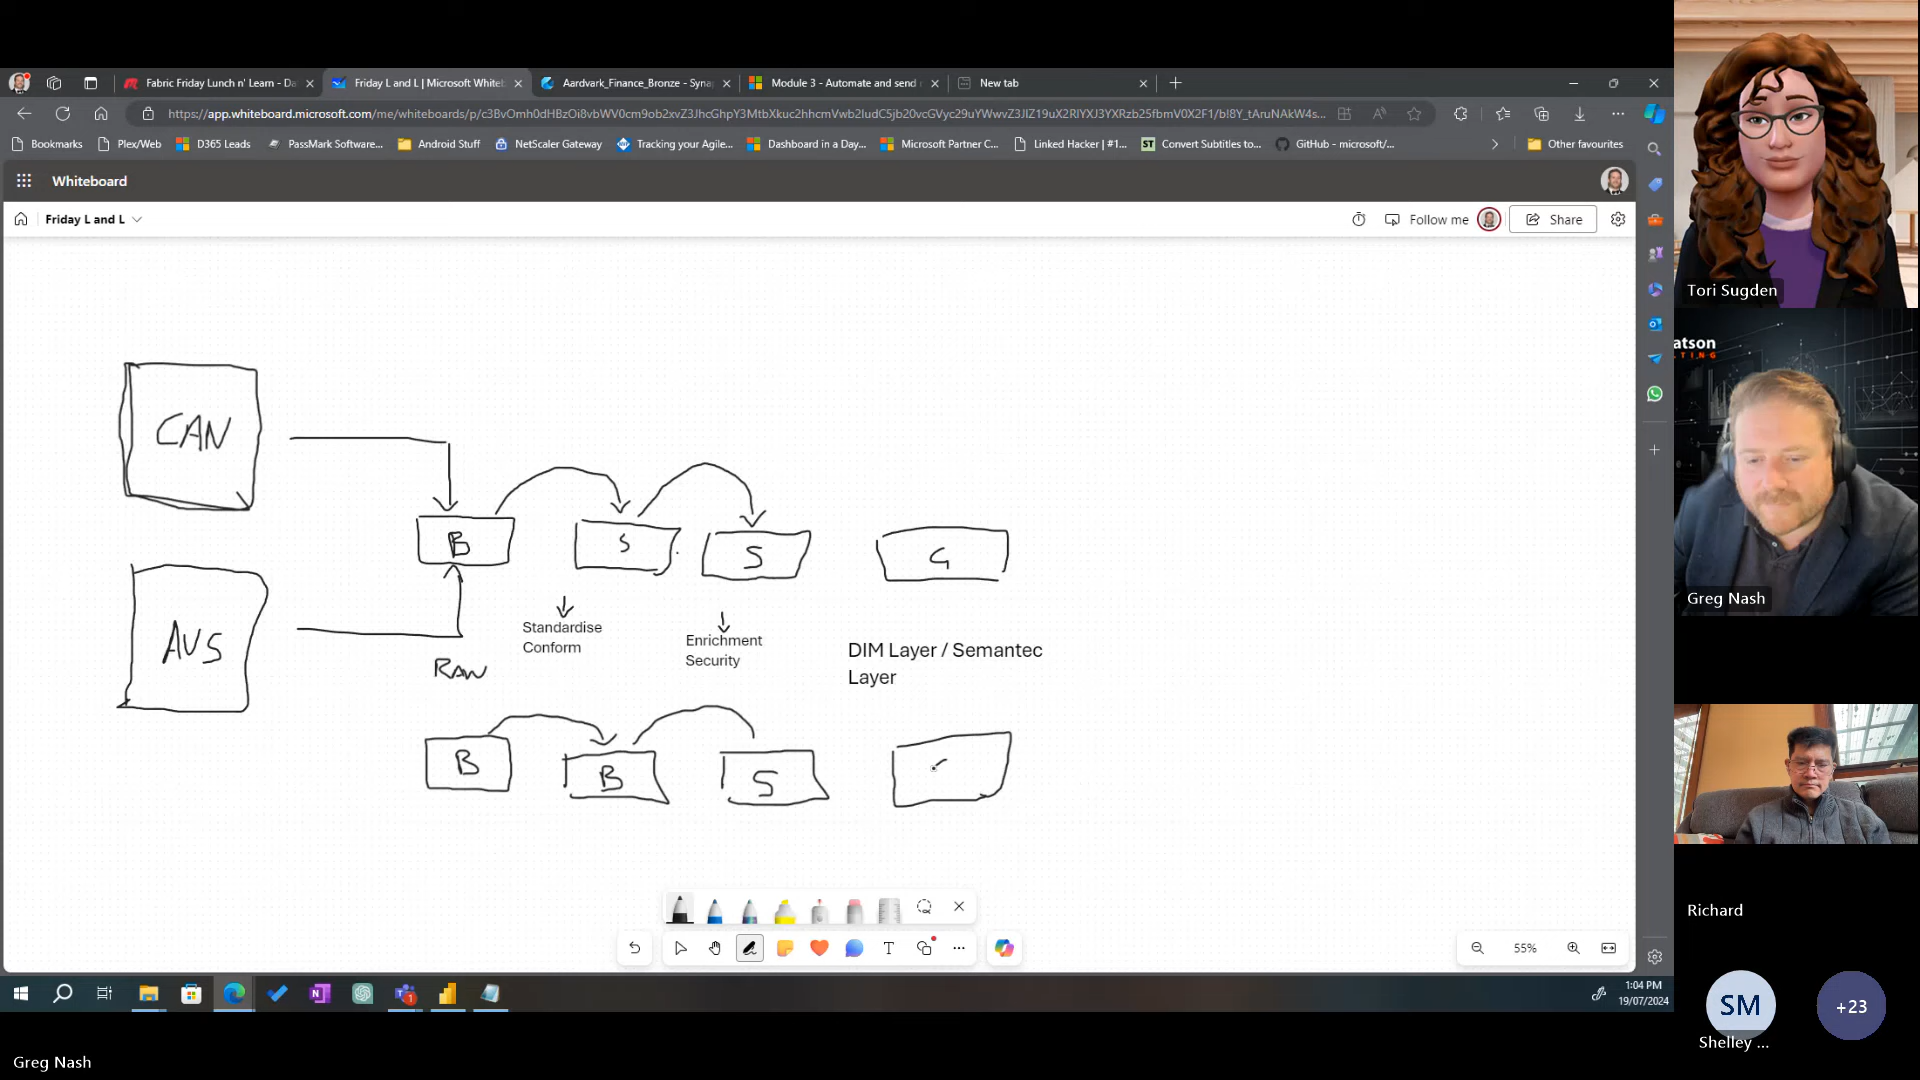 Fabric Friday Lunch n' Learn - Da
Friday L and L | Microsoft Whiteb
Aardvark_Finance_Bronze - Syna
Module 3 - Automate and send
New tab
https://app.whiteboard.microsoft.com/me/whiteboards/p/
Bookmarks
Plex/Web
D365 Leads
PassMark Software...
Android Stuff
NetScaler Gateway
Tracking your Agile...
Dashboard in a Day...
Microsoft Partner C...
Linked Hacker | #1...
ST
Convert Subtitles to...
GitHub - microsoft/...
Other favourites
Whiteboard
Friday L and L
Follow me
Share
CAN
AVS
B
S
S
G
Standardise
Conform
Enrichment
Security
DIM Layer / Semantec
Layer
RAW
B
B
S
T
55%
1:04 PM
19/07/2024
Tori Sugden
atson
TING
Greg Nash
Richard
SM
Shelley ...
+23
Greg Nash